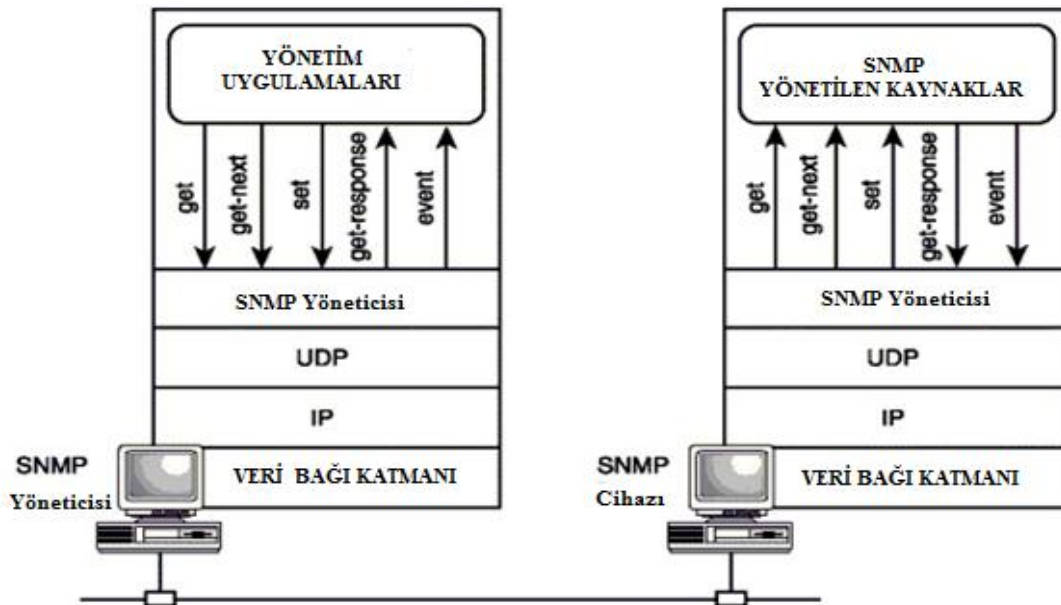 YÖNETİM
UYGULAMALARI
get
get-next
set
get-response
event
SNMP Yöneticisi
UDP
IP
VERİ BAĞI KATMANI
SNMP
Yöneticisi
SNMP
YÖNETİLEN KAYNAKLAR
get
get-next
set
get-response
event
SNMP Yöneticisi
UDP
IP
VERİ BAĞI KATMANI
SNMP
Cihazı